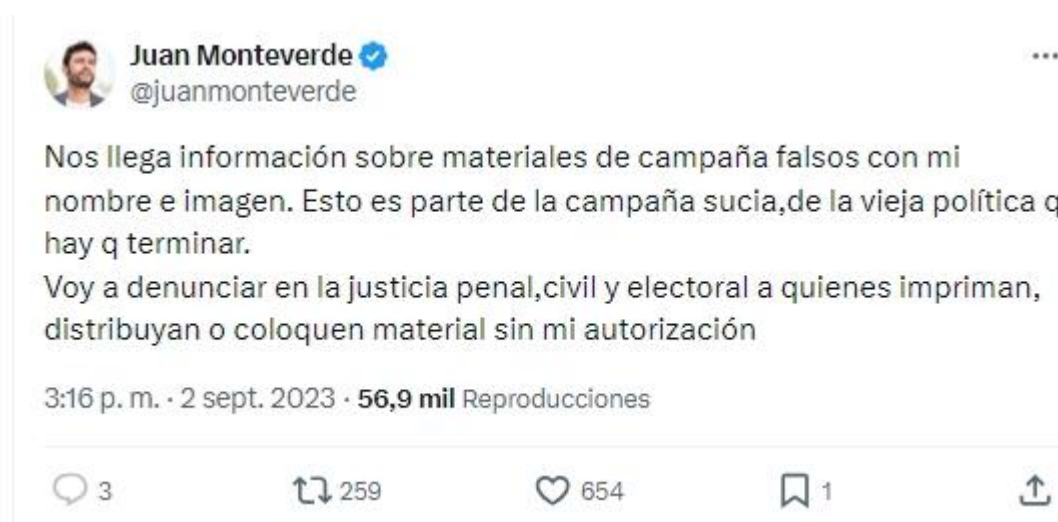 Juan Monteverde
@juanmonteverde
Nos llega información sobre materiales de campaña falsos con mi
nombre e imagen. Esto es parte de la campaña sucia,de la vieja política q
hay q terminar.
Voy a denunciar en la justicia penal,civil y electoral a quienes impriman,
distribuyan o coloquen material sin mi autorización
3:16 p. m. · 2 sept. 2023 · 56,9 mil Reproducciones
3 259 654 1